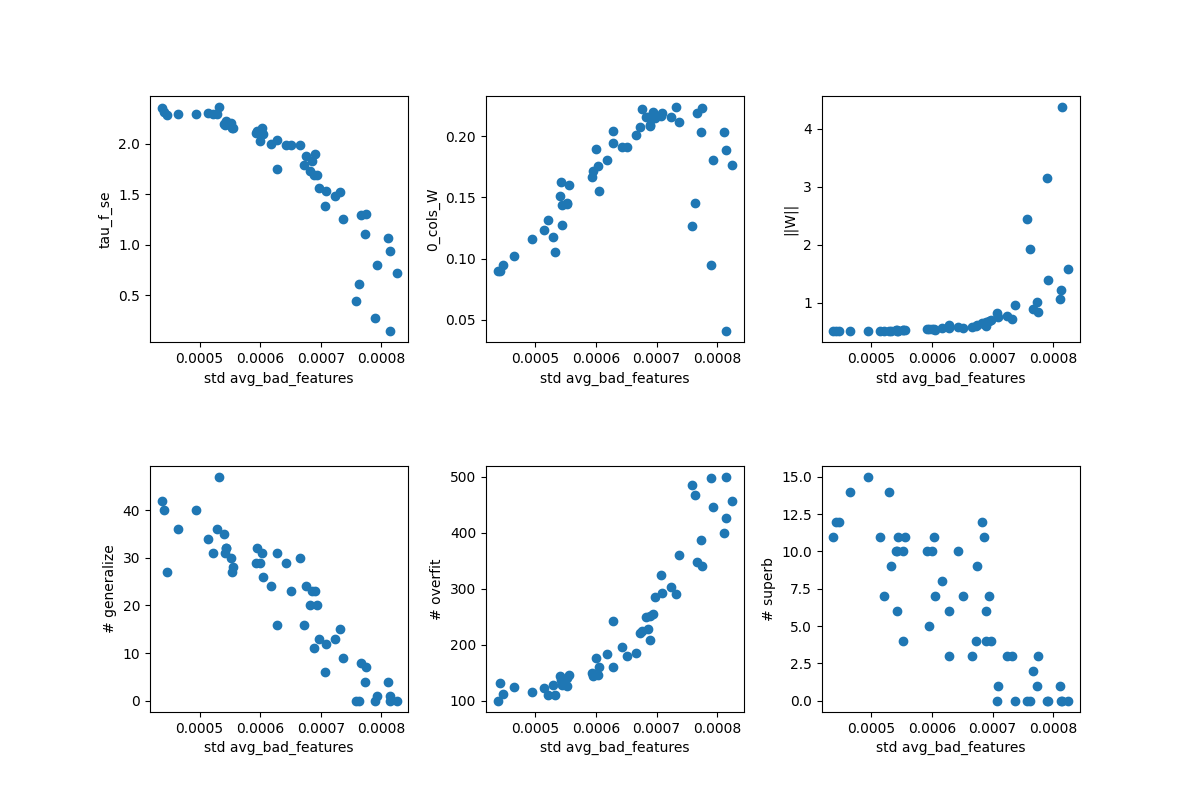 2.0
1.5
1.0
0.5
tau_f_se
0.0005 0.0006 0.0007 0.0008
std avg_bad_features
0.20
0.15
0.10
0.05
0_cols_W
0.0005 0.0006 0.0007 0.0008
std avg_bad_features
4
3
2
1
||W||
0.0005 0.0006 0.0007 0.0008
std avg_bad_features
40
30
20
10
0
# generalize
0.0005 0.0006 0.0007 0.0008
std avg_bad_features
500
400
300
200
100
# overfit
0.0005 0.0006 0.0007 0.0008
std avg_bad_features
15.0
12.5
10.0
7.5
5.0
2.5
0.0
# superb
0.0005 0.0006 0.0007 0.0008
std avg_bad_features